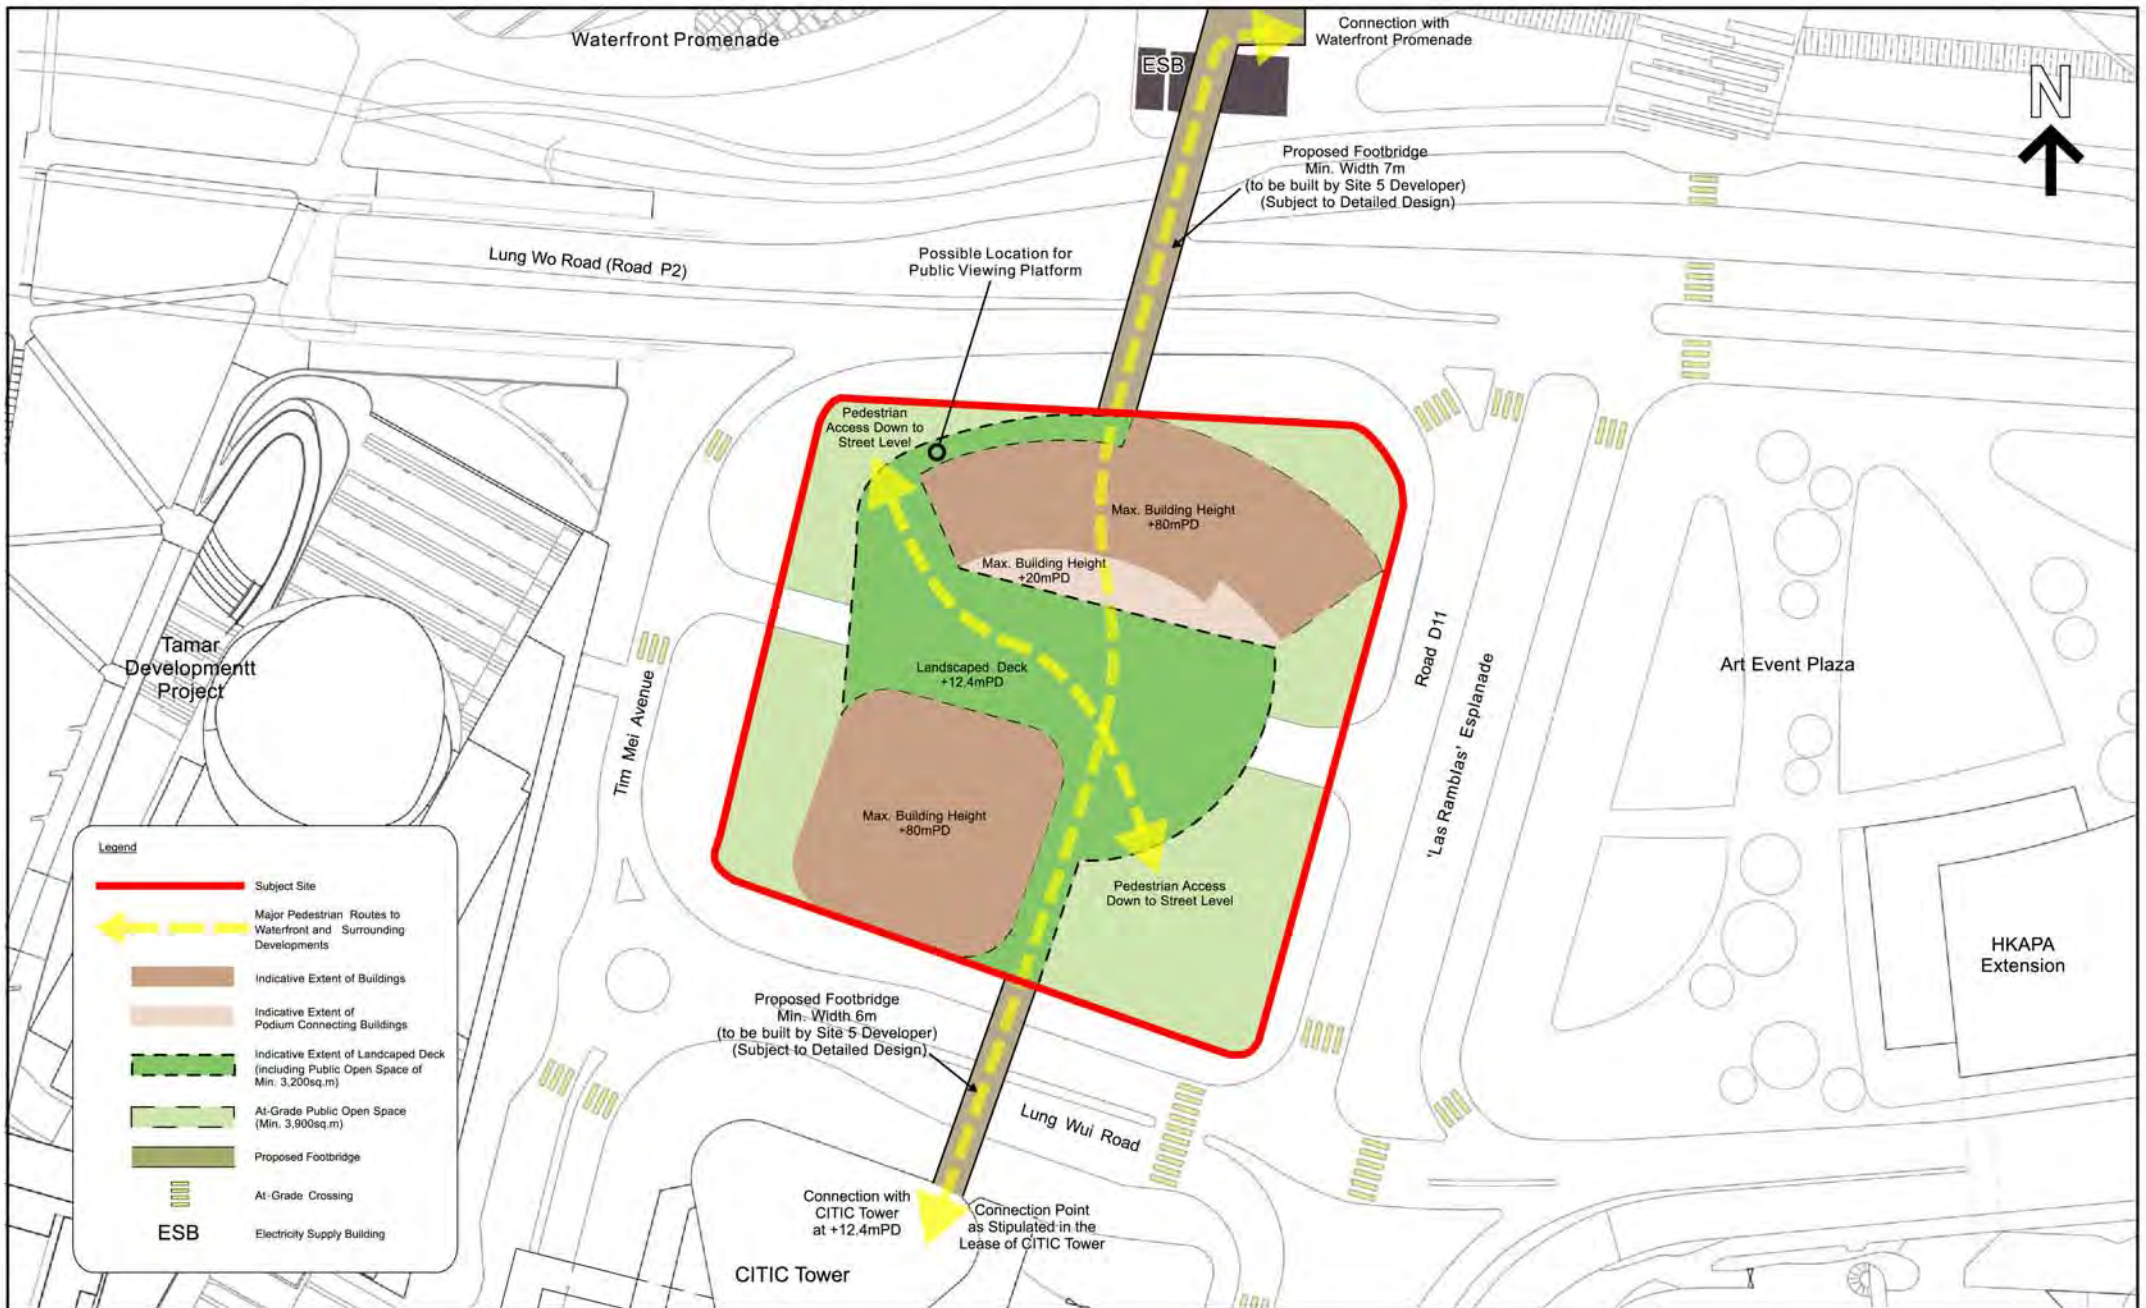 Waterfront Promenade
Connection with
Waterfront Promenade
ESB
N
Proposed Footbridge
Min. Width 7m
(to be built by Site 5 Developer)
(Subject to Detailed Design)
Possible Location for
Public Viewing Platform
Lung Wo Road (Road P2)
Pedestrian
Access Down to
Street Level
Max. Building Height
+80mPD
Max. Building Height
+20mPD
Landscaped Deck
+12.4mPD
Max. Building Height
+80mPD
Pedestrian Access
Down to Street Level
Tamar
Developmentt
Project
Tim Mei Avenue
Road D11
'Las Ramblas' Esplanade
Art Event Plaza
HKAPA
Extension
Proposed Footbridge
Min. Width 6m
(to be built by Site 5 Developer)
(Subject to Detailed Design)
Lung Wui Road
Connection with
CITIC Tower
at +12.4mPD
Connection Point
as Stipulated in the
Lease of CITIC Tower
CITIC Tower
Legend
Subject Site
Major Pedestrian Routes to
Waterfront and Surrounding
Developments
Indicative Extent of Buildings
Indicative Extent of
Podium Connecting Buildings
Indicative Extent of Landcaped Deck
(including Public Open Space of
Min. 3,200sq.m)
At-Grade Public Open Space
(Min. 3,900sq.m)
Proposed Footbridge
At-Grade Crossing
ESB
Electricity Supply Building